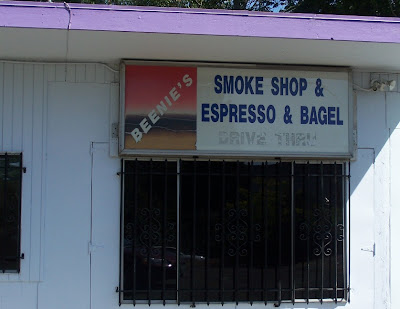 BEENIE'S
SMOKE SHOP &
ESPRESSO & BAGEL
DRIVE THRU